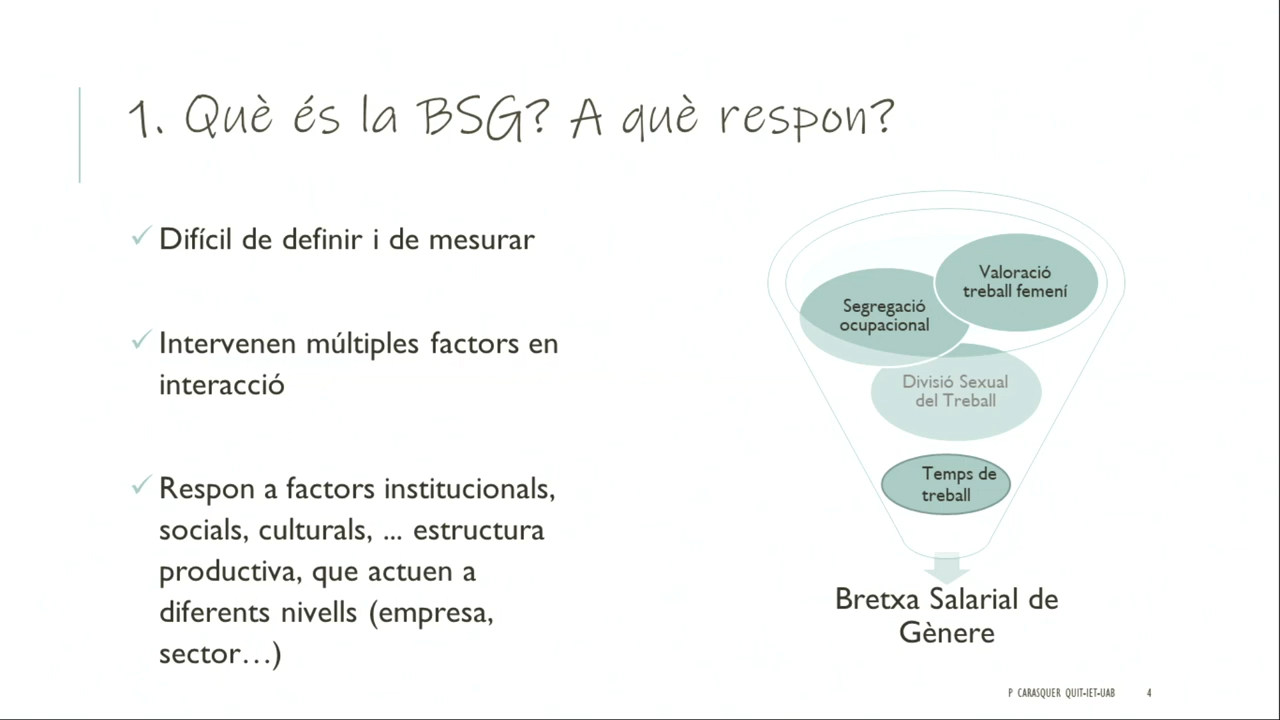 1. Què és la BSG? A què respon?
Difícil de definir i de mesurar
Intervenen múltiples factors en
interacció
Respon a factors institucionals,
socials, culturals, ... estructura
productiva, que actuen a
diferents nivells (empresa,
sector...)
Valoració
treball femení
Segregació
ocupacional
Divisió Sexual
del Treball
Temps de
treball
Bretxa Salarial de
Gènere
P CARASQUER QUIT-IET-UAB 4